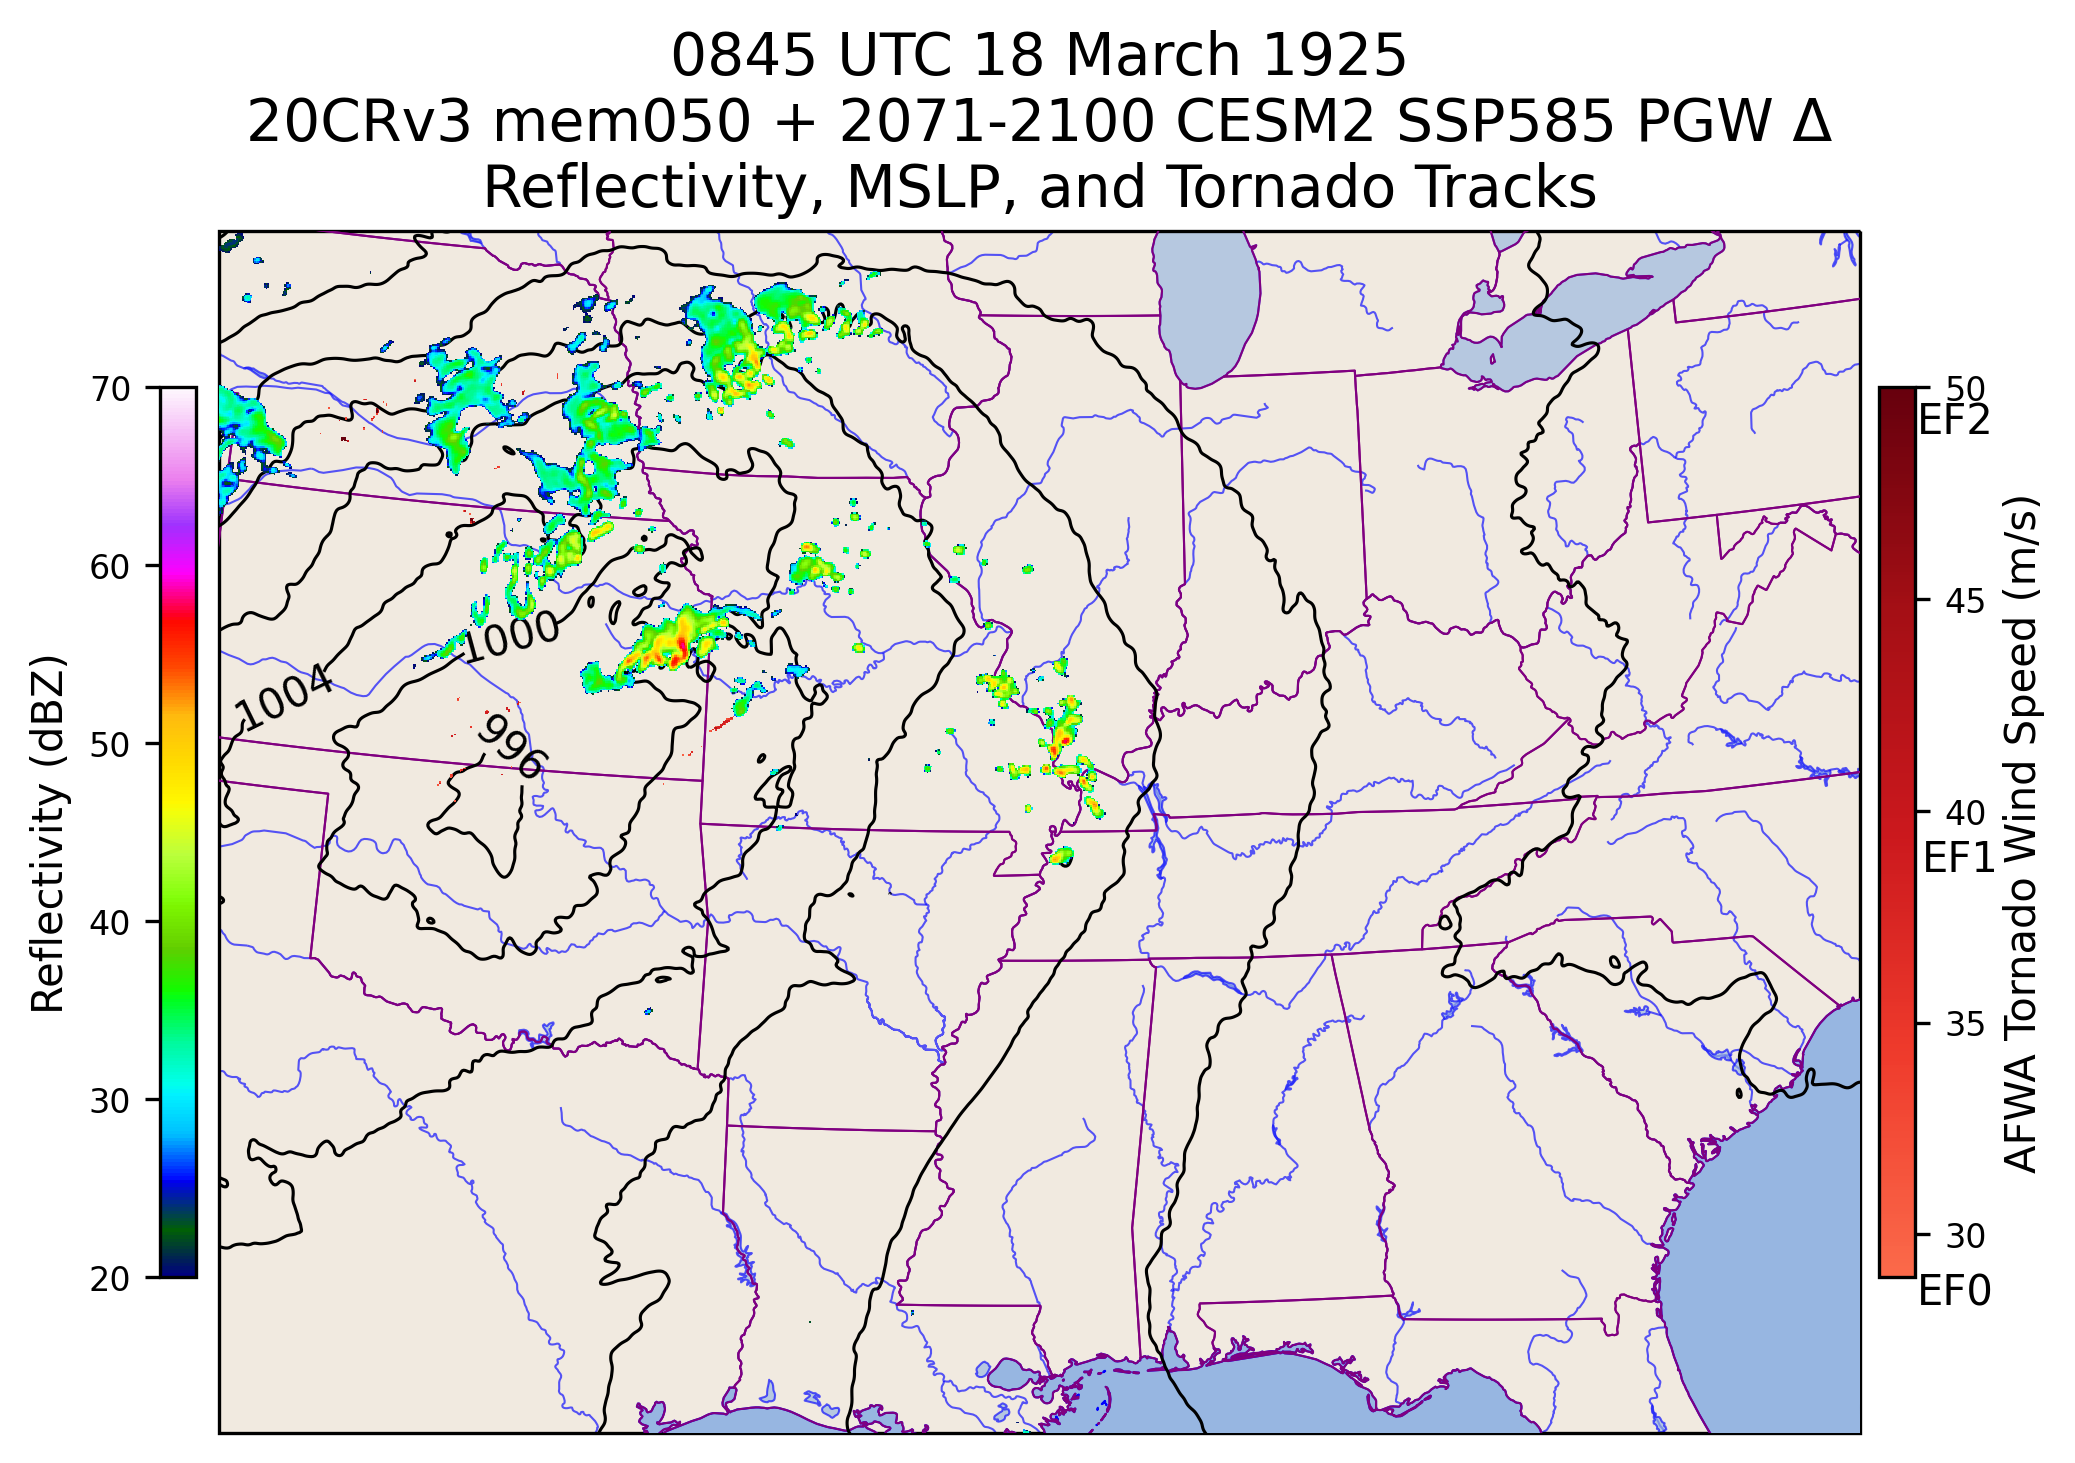 0845 UTC 18 March 1925
20CRv3 mem050 + 2071-2100 CESM2 SSP585 PGW Δ
Reflectivity, MSLP, and Tornado Tracks
Reflectivity (dBZ)
70
60
50
40
30
20
1000
1004
996
50
EF2
45
40
EF1
35
30
EF0
AFWA Tornado Wind Speed (m/s)